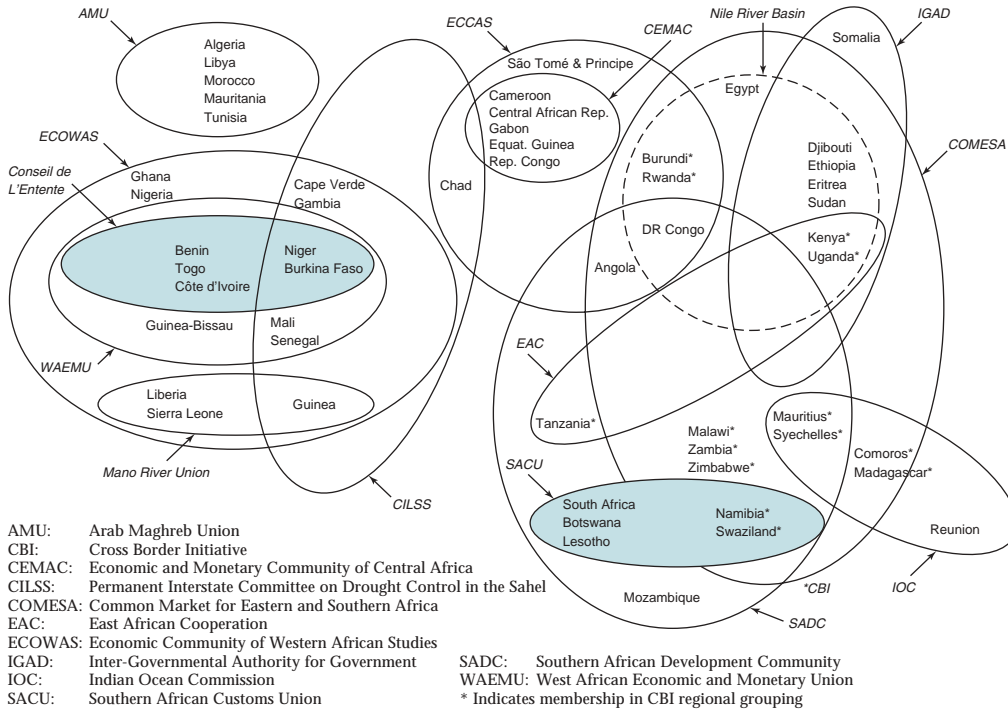 AMU
Algeria
Libya
Morocco
Mauritania
Tunisia
ECOWAS
Conseil de
L'Entente
Ghana
Nigeria
Cape Verde
Gambia
Benin
Togo
Côte d'Ivoire
Niger
Burkina Faso
Guinea-Bissau
Mali
Senegal
WAEMU
Liberia
Sierra Leone
Guinea
Mano River Union
CILSS
Chad
ECCAS
CEMAC
São Tomé & Principe
Cameroon
Central African Rep.
Gabon
Equat. Guinea
Rep. Congo
Nile River Basin
IGAD
Somalia
Egypt
COMESA
Burundi*
Rwanda*
Djibouti
Ethiopia
Eritrea
Sudan
DR Congo
Angola
Kenya*
Uganda*
EAC
Tanzania*
Malawi*
Zambia*
Zimbabwe*
Mauritius*
Syechelles*
Comoros*
Madagascar*
Reunion
IOC
SACU
South Africa
Botswana
Lesotho
Namibia*
Swaziland*
*CBI
Mozambique
SADC
AMU: Arab Maghreb Union
CBI: Cross Border Initiative
CEMAC: Economic and Monetary Community of Central Africa
CILSS: Permanent Interstate Committee on Drought Control in the Sahel
COMESA: Common Market for Eastern and Southern Africa
EAC: East African Cooperation
ECOWAS: Economic Community of Western African Studies
IGAD: Inter-Governmental Authority for Government
IOC: Indian Ocean Commission
SACU: Southern African Customs Union
SADC: Southern African Development Community
WAEMU: West African Economic and Monetary Union
* Indicates membership in CBI regional grouping